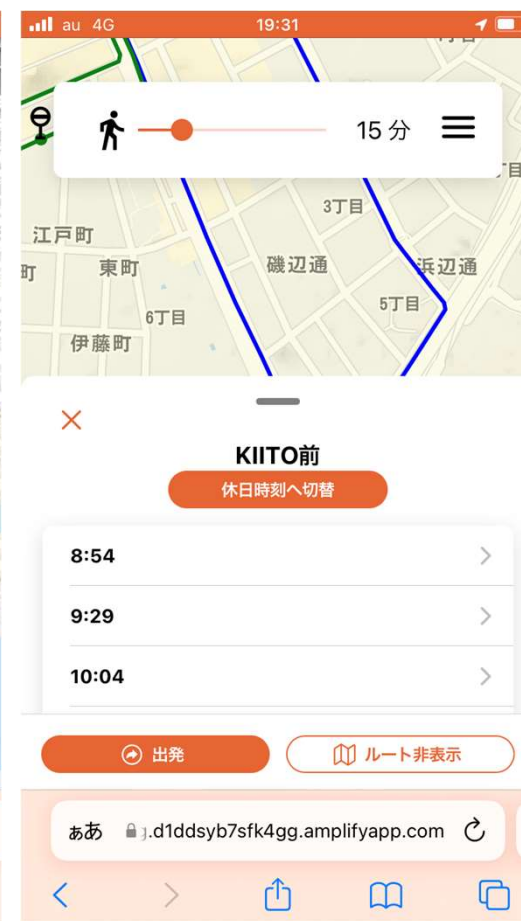 au 4G 19:31
15 分
3丁目
江戸町
東町
磯辺通
浜辺通
5丁目
6丁目
伊藤町
KIITO前
休日時刻へ切替
8:54
9:29
10:04
出発
ルート非表示
ああ .d1ddsyb7sfk4gg.amplifyapp.com